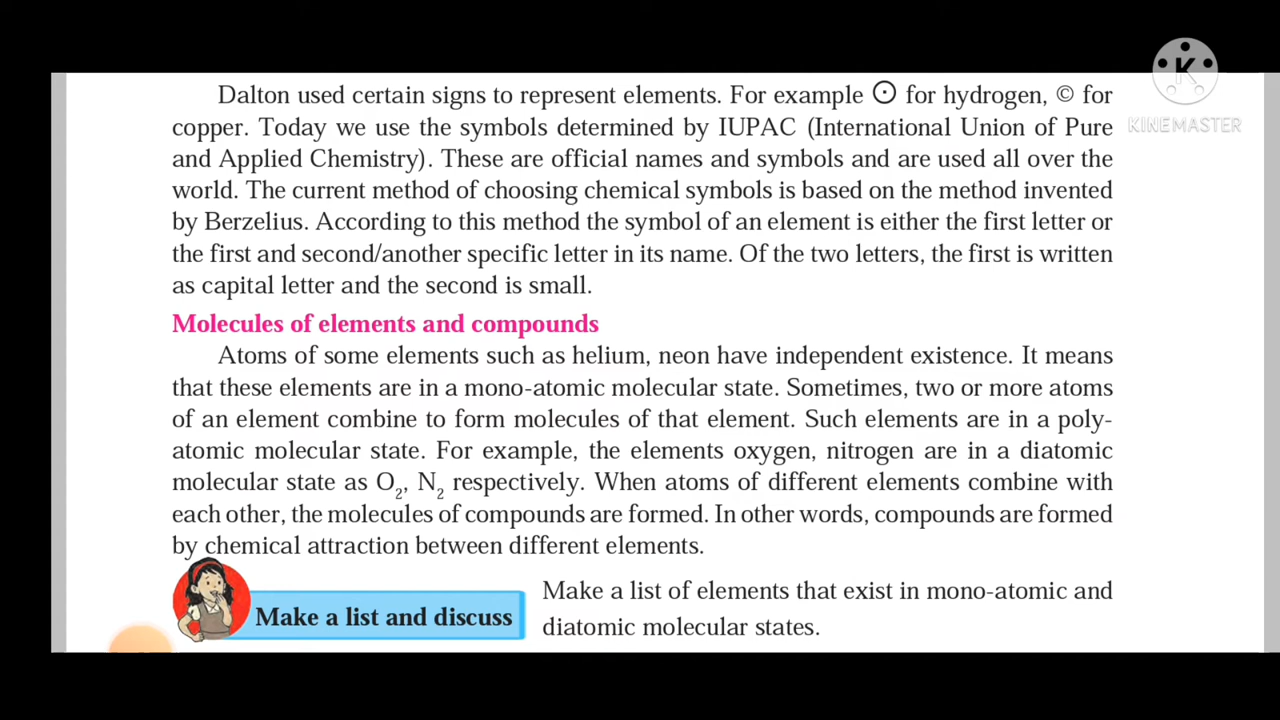 K
KINEMASTER
Dalton used certain signs to represent elements. For example ⊙ for hydrogen, © for
copper. Today we use the symbols determined by IUPAC (International Union of Pure
and Applied Chemistry). These are official names and symbols and are used all over the
world. The current method of choosing chemical symbols is based on the method invented
by Berzelius. According to this method the symbol of an element is either the first letter or
the first and second/another specific letter in its name. Of the two letters, the first is written
as capital letter and the second is small.
Molecules of elements and compounds
Atoms of some elements such as helium, neon have independent existence. It means
that these elements are in a mono-atomic molecular state. Sometimes, two or more atoms
of an element combine to form molecules of that element. Such elements are in a poly-
atomic molecular state. For example, the elements oxygen, nitrogen are in a diatomic
molecular state as O₂, N₂ respectively. When atoms of different elements combine with
each other, the molecules of compounds are formed. In other words, compounds are formed
by chemical attraction between different elements.
Make a list and discuss
Make a list of elements that exist in mono-atomic and
diatomic molecular states.